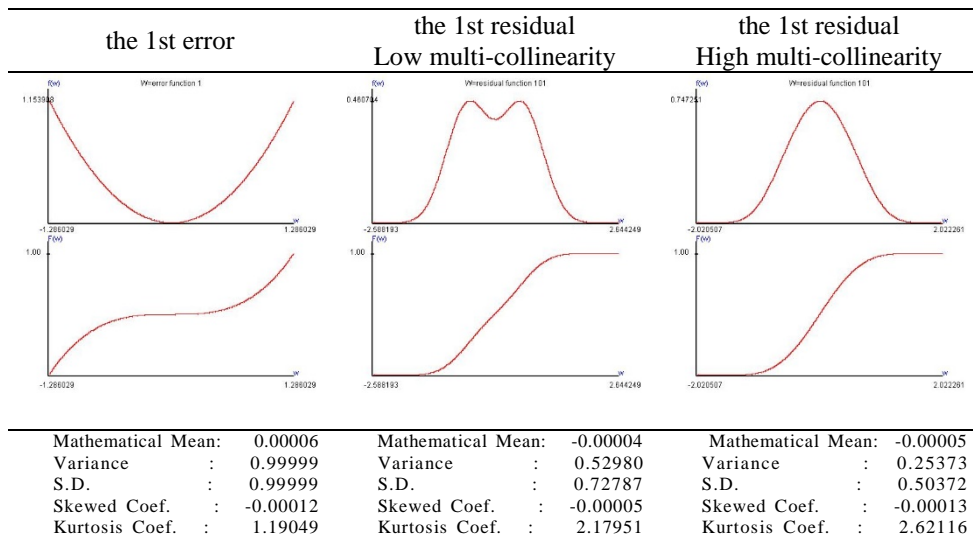 the 1st error
the 1st residual
Low multi-collinearity
the 1st residual
High multi-collinearity
f(w)
W=error function 1
1.153908
-1.286029
w
1.286029
f(w)
W=residual function 101
0.480704
-2.688193
w
2.644249
f(w)
W=residual function 101
0.747251
-2.020507
w
2.022261
F(w)
1.00
-1.286029
w
1.286029
F(w)
1.00
-2.688193
w
2.644249
F(w)
1.00
-2.020507
w
2.022261
Mathematical Mean: 0.00006
Variance : 0.99999
S.D. : 0.99999
Skewed Coef. : -0.00012
Kurtosis Coef. : 1.19049
Mathematical Mean: -0.00004
Variance : 0.52980
S.D. : 0.72787
Skewed Coef. : -0.00005
Kurtosis Coef. : 2.17951
Mathematical Mean: -0.00005
Variance : 0.25373
S.D. : 0.50372
Skewed Coef. : -0.00013
Kurtosis Coef. : 2.62116